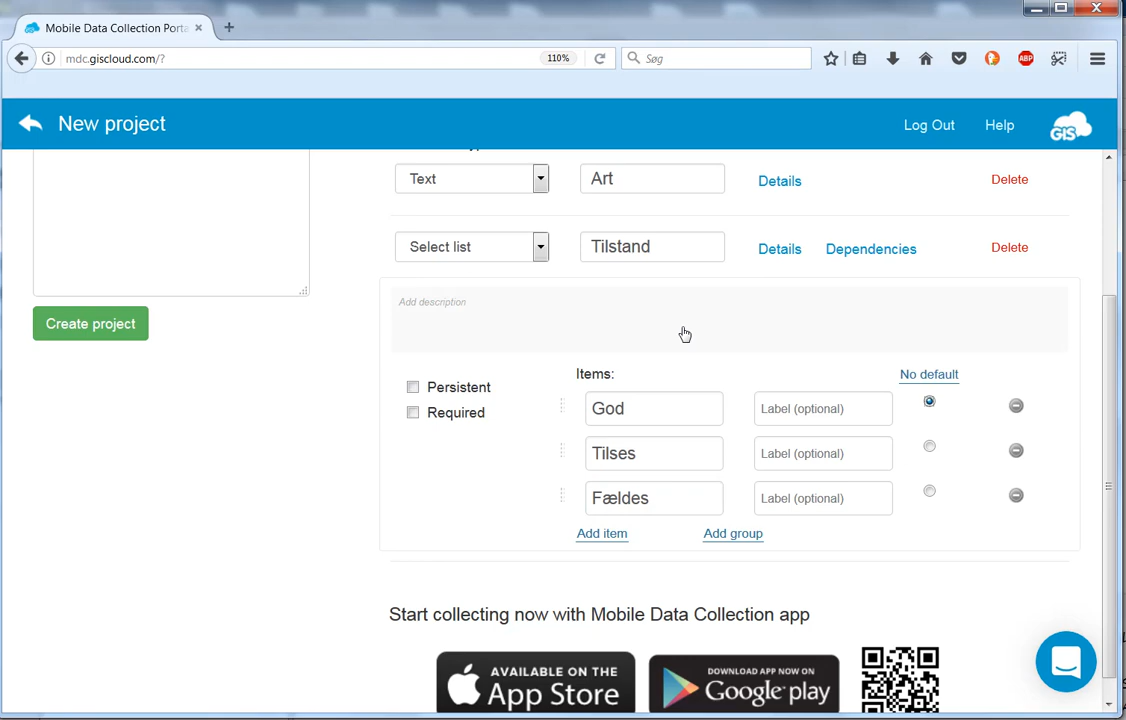 Mobile Data Collection Porta
mdc.giscloud.com/?
110%
Søg
ABP
New project
Log Out
Help
GIS
Text
Art
Details
Delete
Select list
Tilstand
Details
Dependencies
Delete
Add description
Create project
Persistent
Required
Items:
No default
God
Label (optional)
Tilses
Label (optional)
Fældes
Label (optional)
Add item
Add group
Start collecting now with Mobile Data Collection app
AVAILABLE ON THE
App Store
DOWNLOAD APP NOW ON
Google play